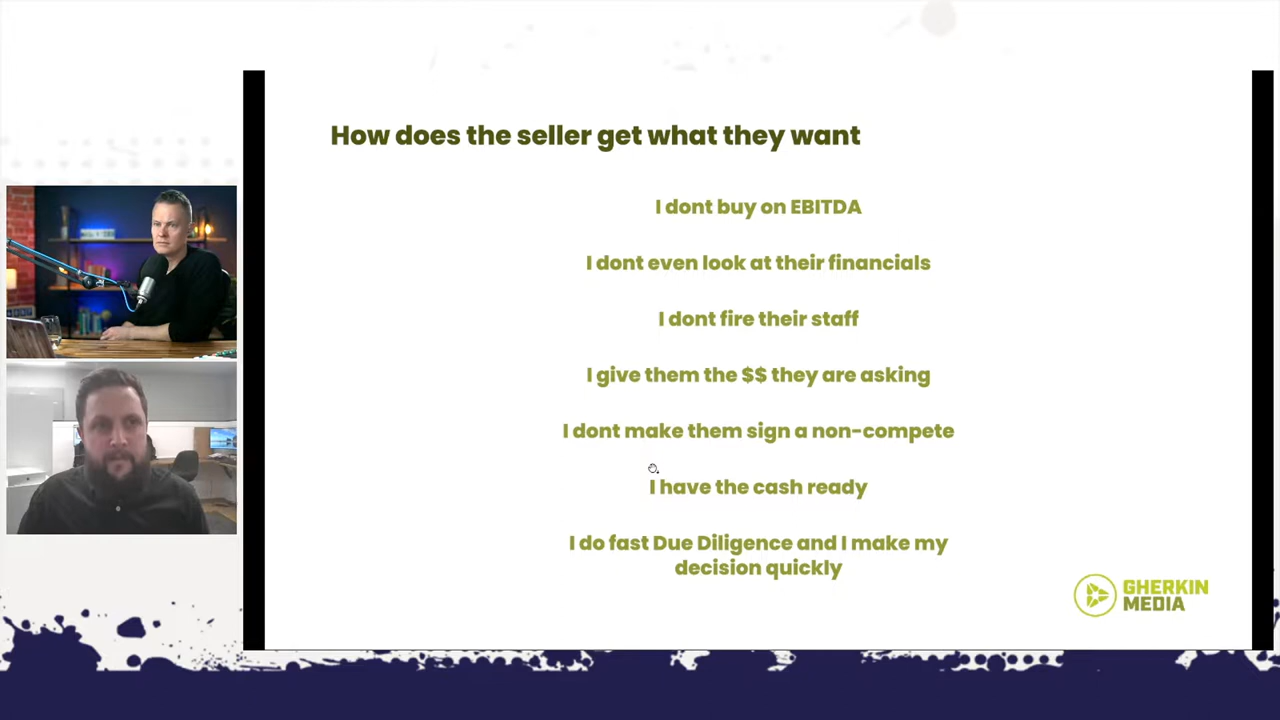 How does the seller get what they want
I dont buy on EBITDA
I dont even look at their financials
I dont fire their staff
I give them the $$ they are asking
I dont make them sign a non-compete
I have the cash ready
I do fast Due Diligence and I make my
decision quickly
GHERKIN
MEDIA